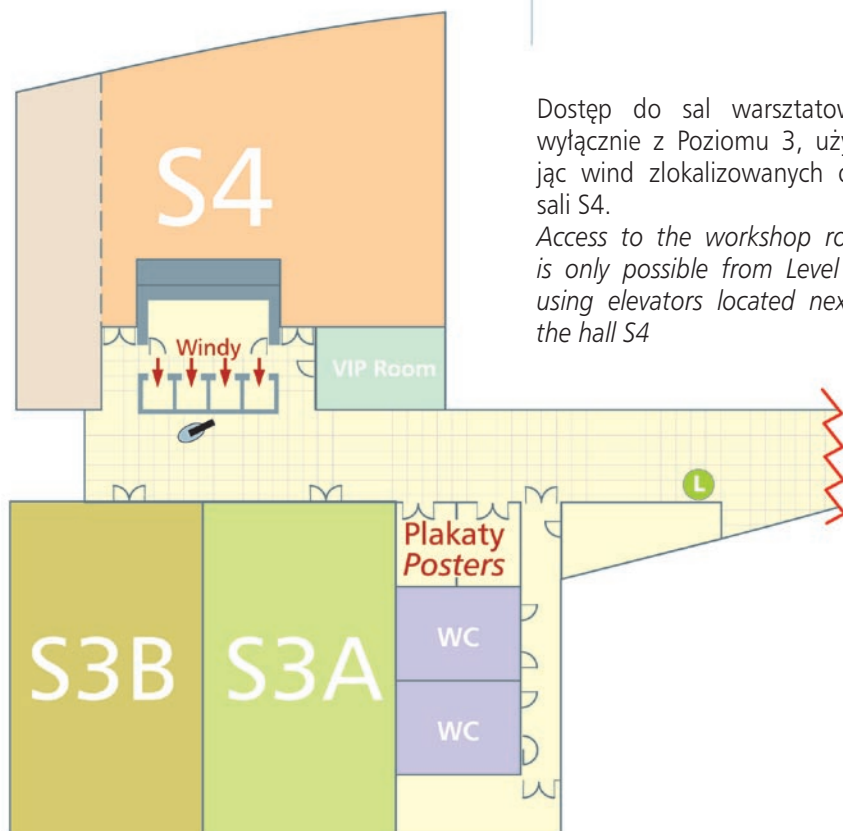 S4
Dostęp do sal warsztatow
wyłącznie z Poziomu 3, uży
jąc wind zlokalizowanych
sali S4.
Access to the workshop ro
is only possible from Level
using elevators located nex
the hall S4
Windy
VIP Room
L
Plakaty
Posters
S3B
S3A
WC
WC